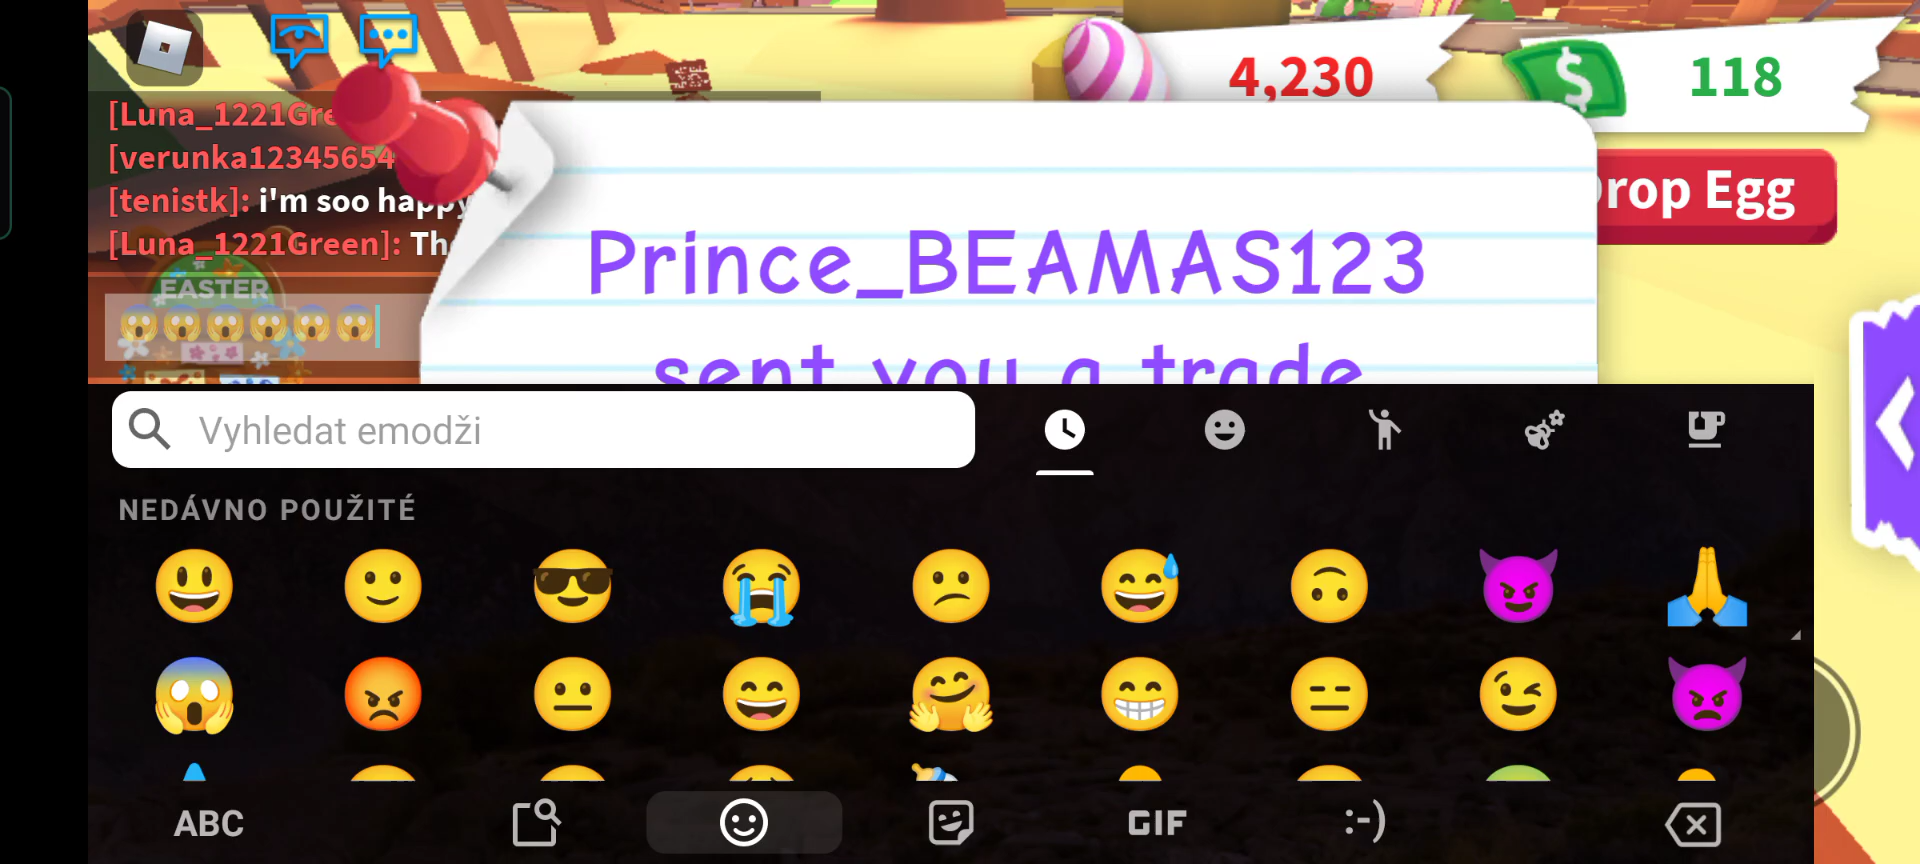 4,230
118
[Luna_1221Gre
[verunka12345654
[tenistk]: i'm soo happy
[Luna_1221Green]: Th
rop Egg
Prince_BEAMAS123
sent you a trade
EASTER
😱😱😱😱😱😱
Vyhledat emodži
NEDÁVNO POUŽITÉ
ABC
GIF
:-)